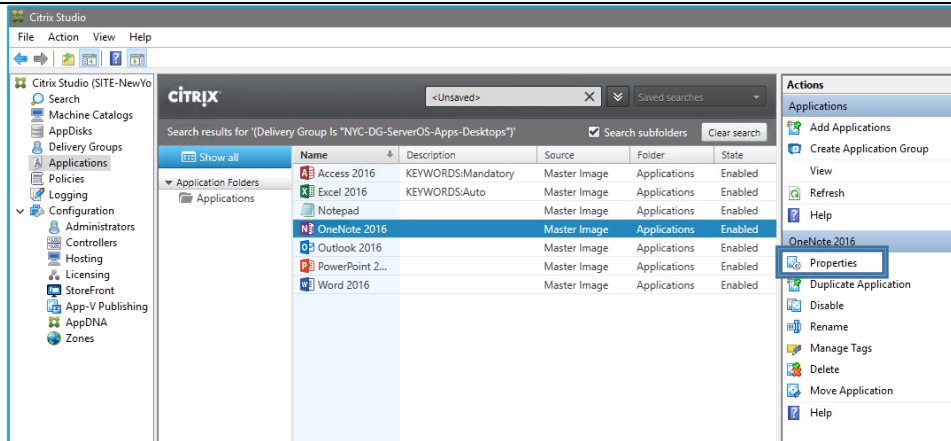 Citrix Studio
File Action View Help
Citrix Studio (SITE-NewYo
Search
Machine Catalogs
AppDisks
Delivery Groups
Applications
Policies
Logging
Configuration
Administrators
Controllers
Hosting
Licensing
StoreFront
App-V Publishing
AppDNA
Zones
CITRIX
<Unsaved>
Saved searches
Search results for '(Delivery Group Is "NYC-DG-ServerOS-Apps-Desktops")'
Search subfolders
Clear search
Show all
Application Folders
Applications
Name Description Source Folder State
Access 2016 KEYWORDS:Mandatory Master Image Applications Enabled
Excel 2016 KEYWORDS:Auto Master Image Applications Enabled
Notepad Master Image Applications Enabled
OneNote 2016 Master Image Applications Enabled
Outlook 2016 Master Image Applications Enabled
PowerPoint 2... Master Image Applications Enabled
Word 2016 Master Image Applications Enabled
Actions
Applications
Add Applications
Create Application Group
View
Refresh
Help
OneNote 2016
Properties
Duplicate Application
Disable
Rename
Manage Tags
Delete
Move Application
Help